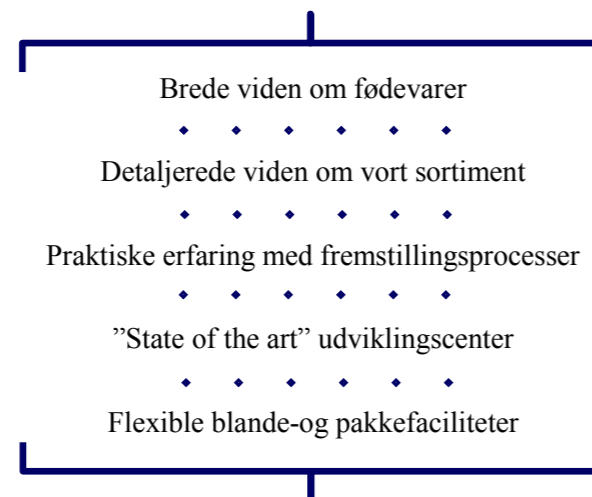 Brede viden om fødevarer
Detaljerede viden om vort sortiment
Praktiske erfaring med fremstillingsprocesser
”State of the art” udviklingscenter
Flexible blande-og pakkefaciliteter